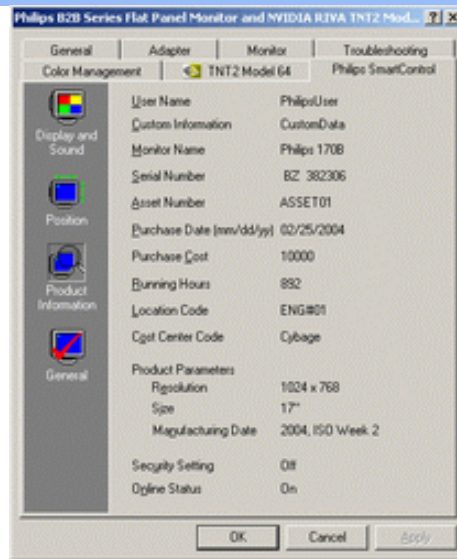 Philips B2B Series Flat Panel Monitor and NVIDIA RIVA TNT2 Mod...
General Adapter Monitor Troubleshooting
Color Management TNT2 Model 64 Philips SmartControl
Display and Sound
Position
Product Information
General
User Name PhilipsUser
Custom Information CustomData
Monitor Name Philips 170B
Serial Number BZ 382306
Asset Number ASSET01
Purchase Date (mm/dd/yy) 02/25/2004
Purchase Cost 10000
Running Hours 892
Location Code ENG#01
Cost Center Code Cybage
Product Parameters
Resolution 1024 x 768
Size 17"
Manufacturing Date 2004, ISO Week 2
Security Setting Off
Online Status On
OK Cancel Apply